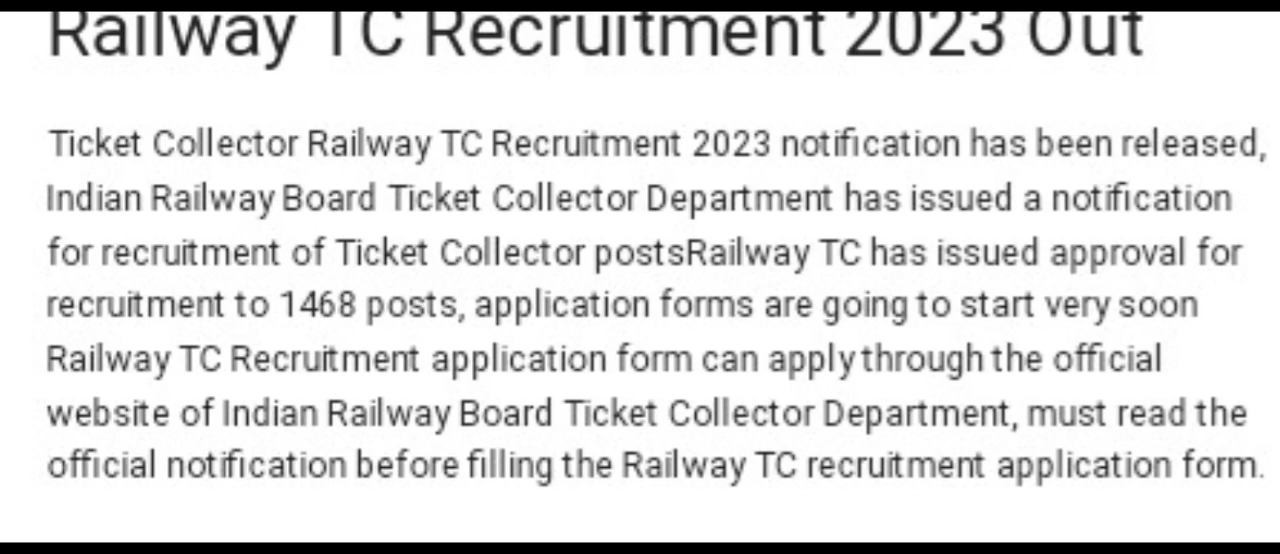 Railway TC Recruitment 2023 Out
Ticket Collector Railway TC Recruitment 2023 notification has been released,
Indian Railway Board Ticket Collector Department has issued a notification
for recruitment of Ticket Collector postsRailway TC has issued approval for
recruitment to 1468 posts, application forms are going to start very soon
Railway TC Recruitment application form can apply through the official
website of Indian Railway Board Ticket Collector Department, must read the
official notification before filling the Railway TC recruitment application form.